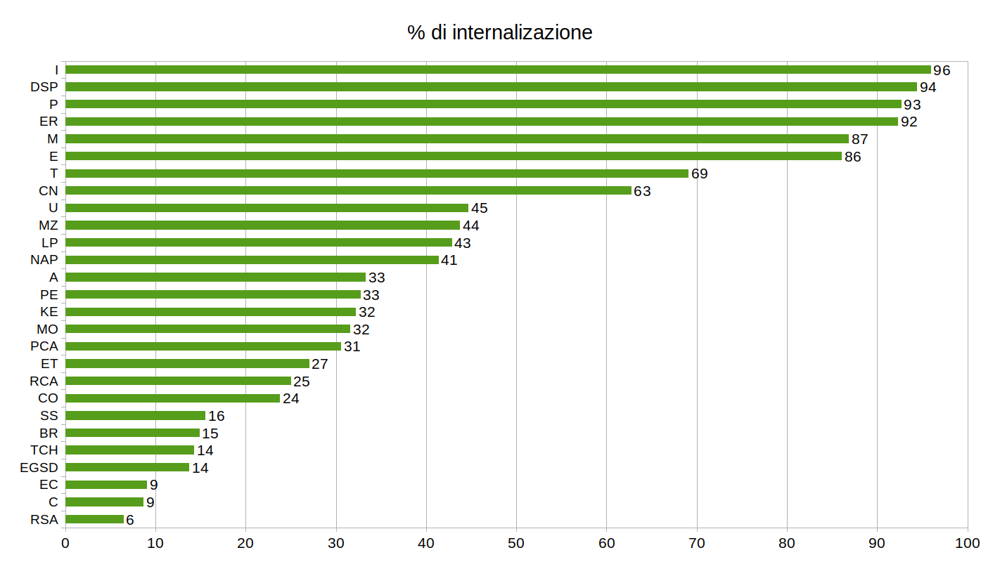 % di internalizazione
I 96
DSP 94
P 93
ER 92
M 87
E 86
T 69
CN 63
U 45
MZ 44
LP 43
NAP 41
A 33
PE 33
KE 32
MO 32
PCA 31
ET 27
RCA 25
CO 24
SS 16
BR 15
TCH 14
EGSD 14
EC 9
C 9
RSA 6
0 10 20 30 40 50 60 70 80 90 100